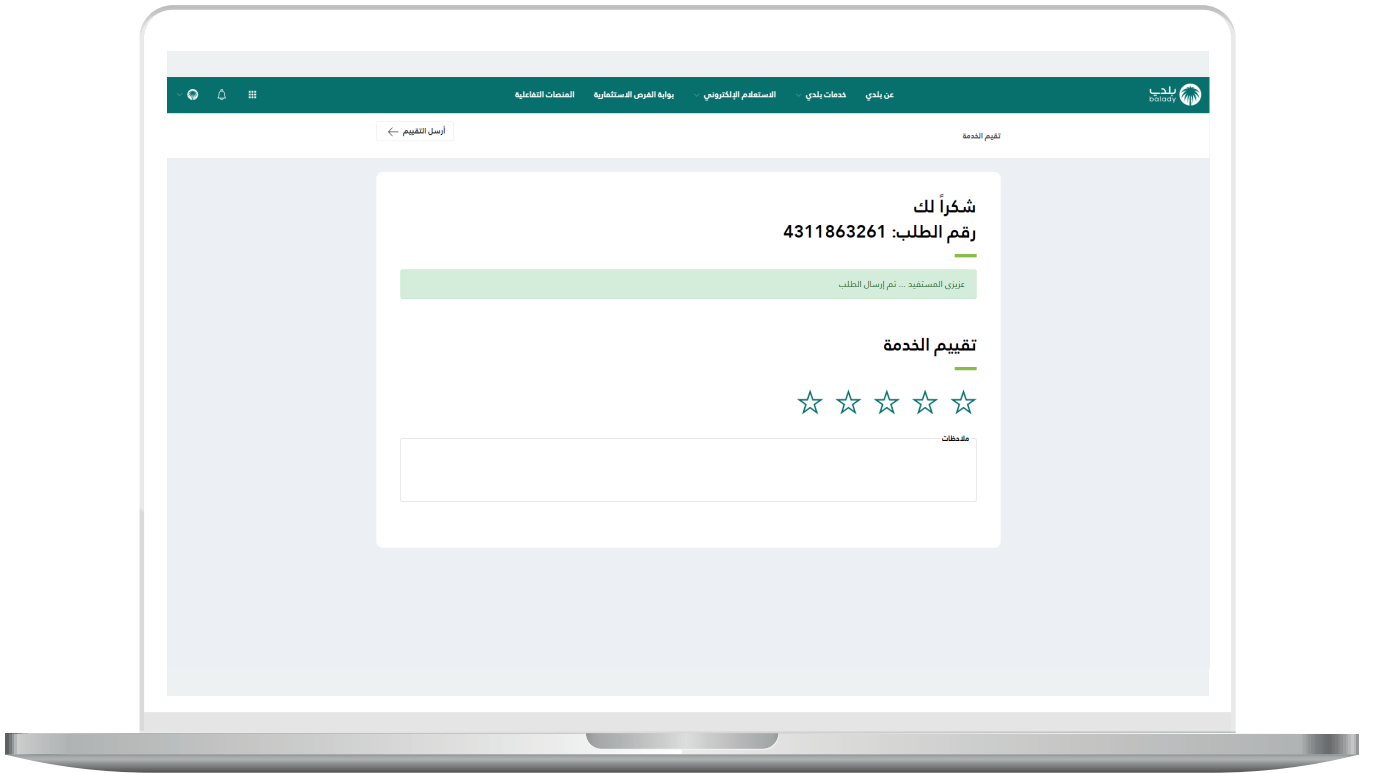 بلدي
balady
عن بلدي
خدمات بلدي
الاستعلام الإلكتروني
بوابة الفرص الاستثمارية
المنصات التفاعلية
تقيم الخدمة
أرسل التقييم
شكراً لك
رقم الطلب: 4311863261
عزيزى المستفيد ... تم إرسال الطلب
تقييم الخدمة
ملاحظات